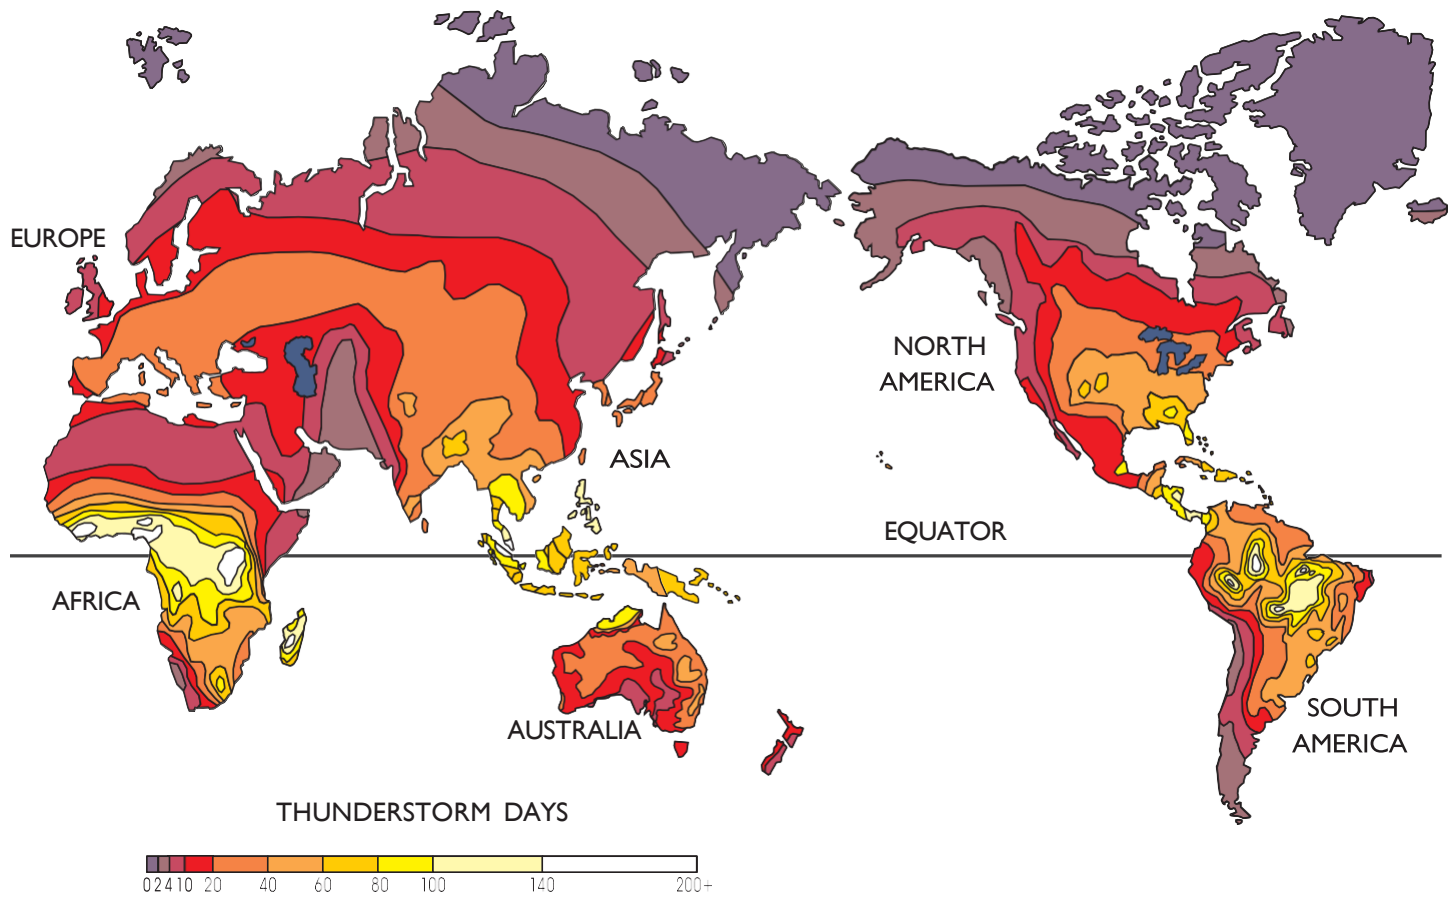 EUROPE
NORTH
AMERICA
ASIA
EQUATOR
AFRICA
SOUTH
AMERICA
AUSTRALIA
THUNDERSTORM DAYS
0 2 4 10 20 40 60 80 100 140 200+